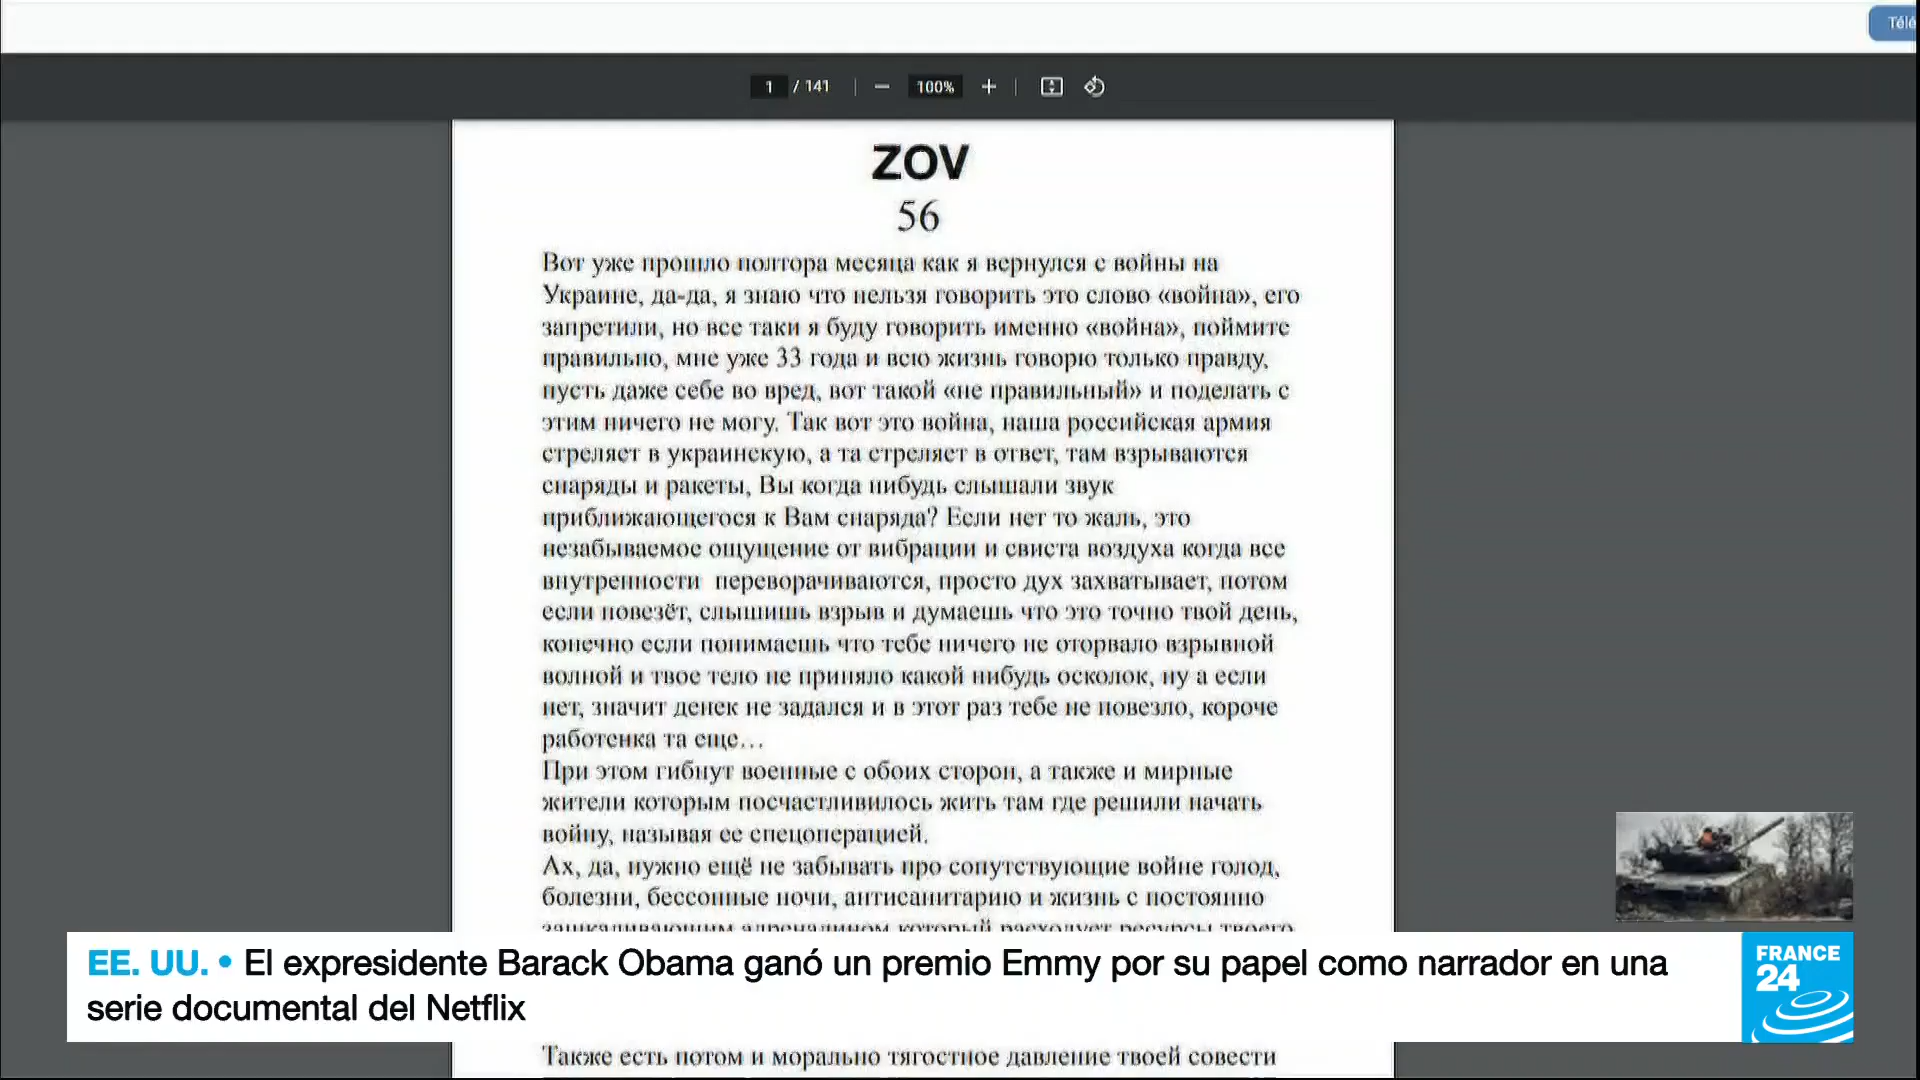 Télé
1 / 141
100%
ZOV
56
Вот уже прошло полтора месяца как я вернулся с войны на
Украине, да-да, я знаю что нельзя говорить это слово «война», его
запретили, но все таки я буду говорить именно «война», поймите
правильно, мне уже 33 года и всю жизнь говорю только правду,
пусть даже себе во вред, вот такой «не правильный» и поделать с
этим ничего не могу. Так вот это война, наша российская армия
стреляет в украинскую, а та стреляет в ответ, там взрываются
снаряды и ракеты, Вы когда нибудь слышали звук
приближающегося к Вам снаряда? Если нет то жаль, это
незабываемое ощущение от вибрации и свиста воздуха когда все
внутренности переворачиваются, просто дух захватывает, потом
если повезёт, слышишь взрыв и думаешь что это точно твой день,
конечно если понимаешь что тебе ничего не оторвало взрывной
волной и твое тело не приняло какой нибудь осколок, ну а если
нет, значит денек не задался и в этот раз тебе не повезло, короче
работенка та еще…
При этом гибнут военные с обоих сторон, а также и мирные
жители которым посчастливилось жить там где решили начать
войну, называя ее спецоперацией.
Ах, да, нужно ещё не забывать про сопутствующие войне голод,
болезни, бессонные ночи, антисанитарию и жизнь с постоянно
зашкаливающим адреналином который расходует ресурсы твоего
EE. UU. • El expresidente Barack Obama ganó un premio Emmy por su papel como narrador en una
serie documental del Netflix
FRANCE
24
Также есть потом и морально тягостное давление твоей совести